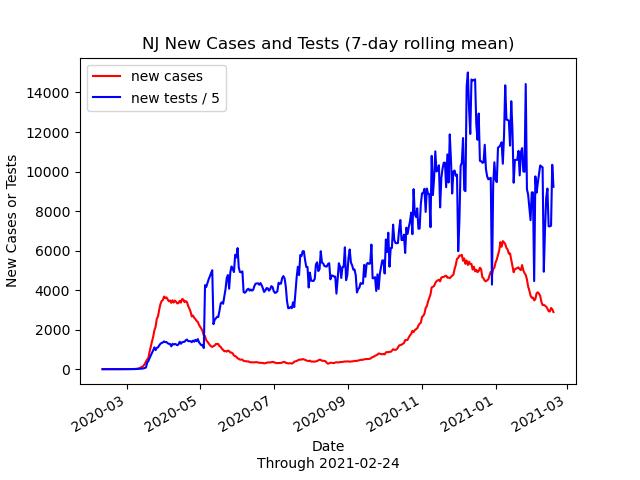 NJ New Cases and Tests (7-day rolling mean)
new cases
new tests / 5
14000
12000
10000
8000
6000
4000
2000
0
New Cases or Tests
2020-03
2020-05
2020-07
2020-09
2020-11
2021-01
2021-03
Date
Through 2021-02-24